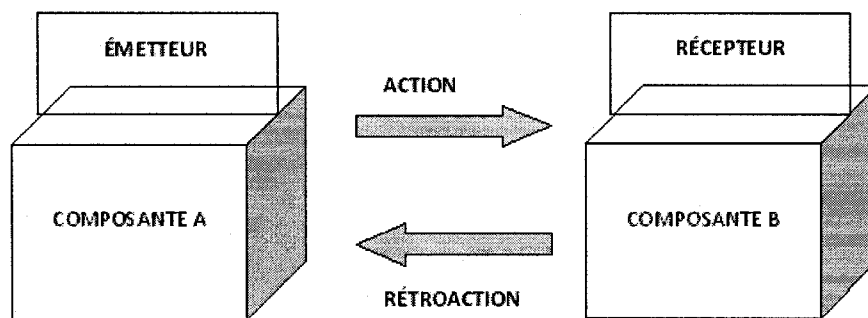 ÉMETTEUR
RÉCEPTEUR
ACTION
COMPOSANTE A
COMPOSANTE B
RÉTROACTION